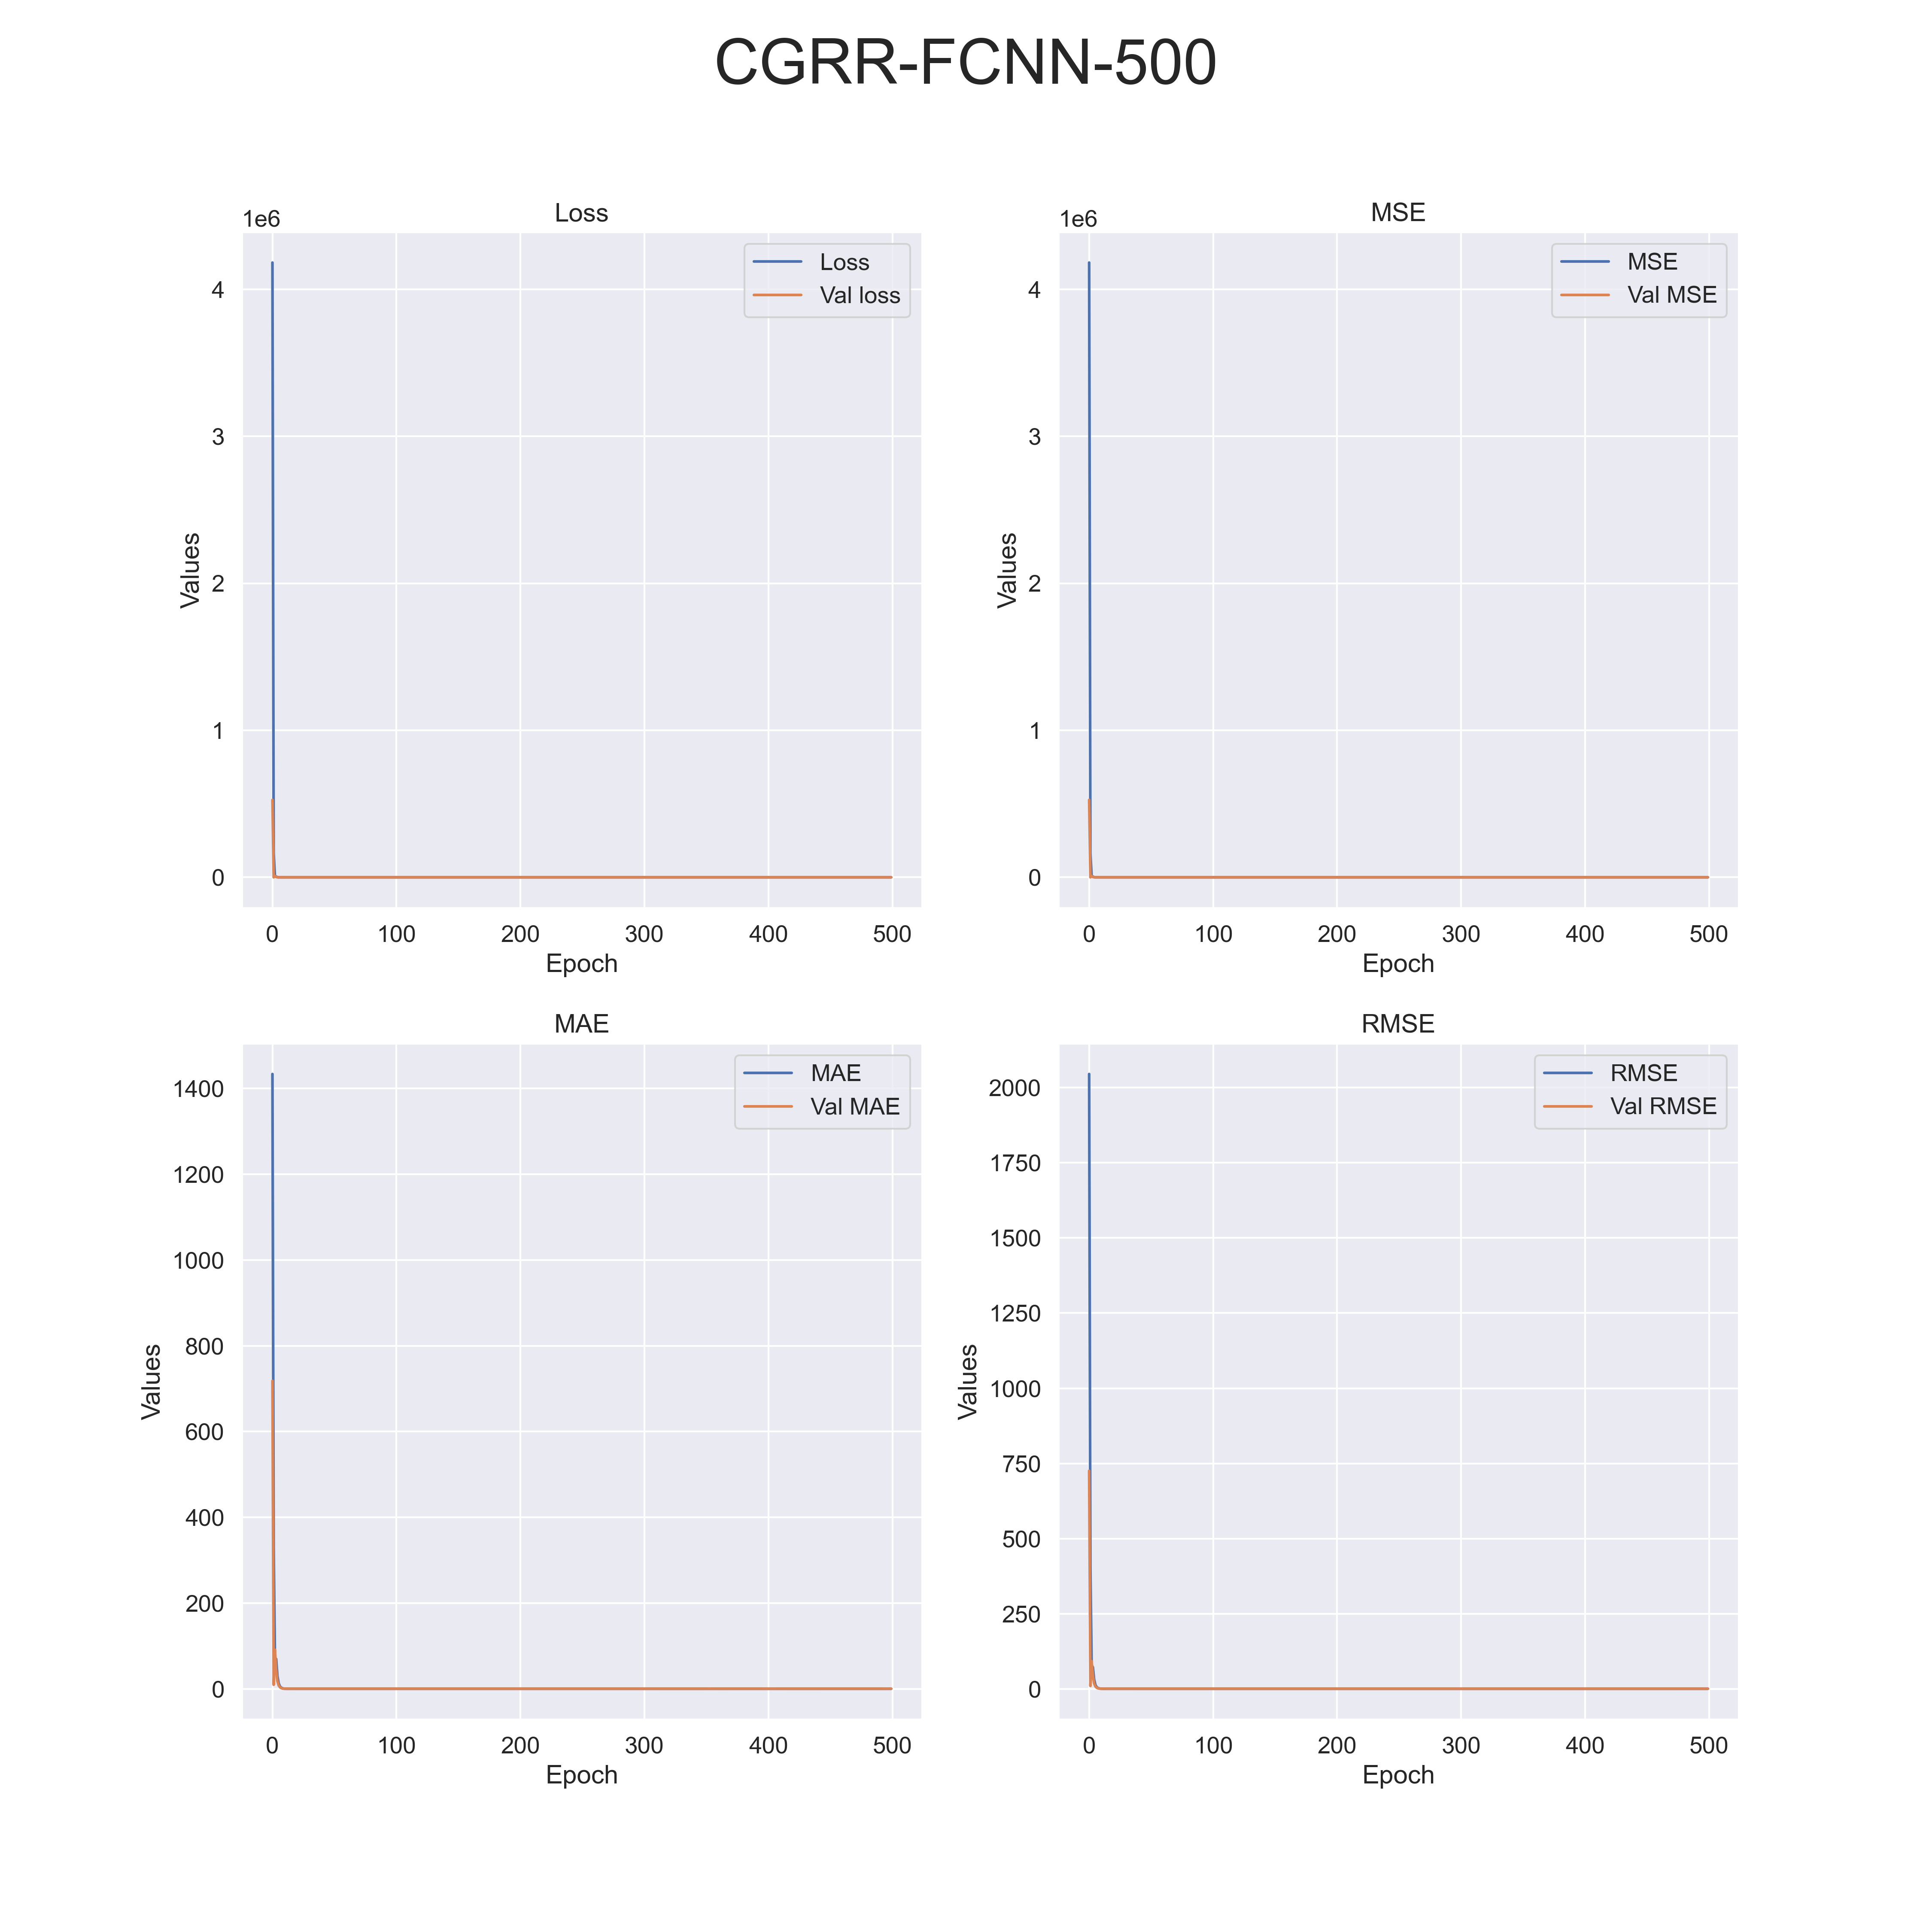 CGRR-FCNN-500
1e6
Loss
Loss
Val loss
Values
4
3
2
1
0
0 100 200 300 400 500
Epoch
1e6
MSE
MSE
Val MSE
Values
4
3
2
1
0
0 100 200 300 400 500
Epoch
MAE
MAE
Val MAE
Values
1400
1200
1000
800
600
400
200
0
0 100 200 300 400 500
Epoch
RMSE
RMSE
Val RMSE
Values
2000
1750
1500
1250
1000
750
500
250
0
0 100 200 300 400 500
Epoch